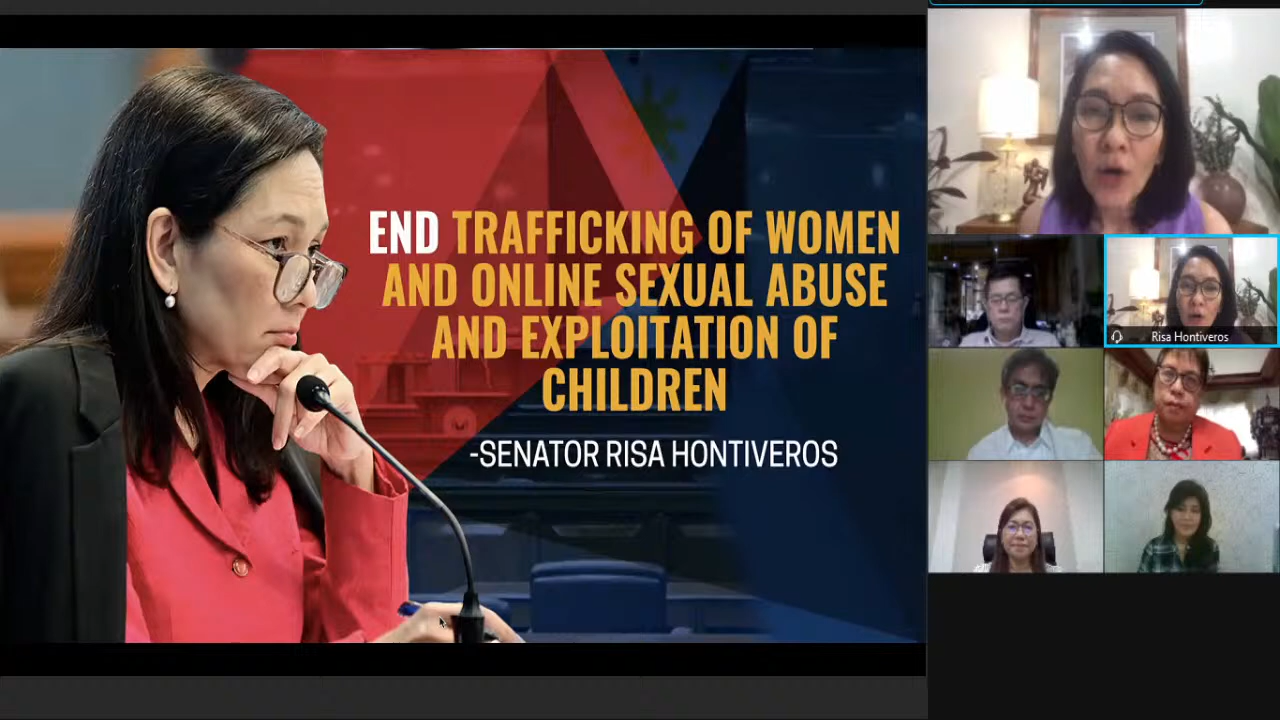 END TRAFFICKING OF WOMEN
AND ONLINE SEXUAL ABUSE
AND EXPLOITATION OF
CHILDREN
-SENATOR RISA HONTIVEROS
Risa Hontiveros